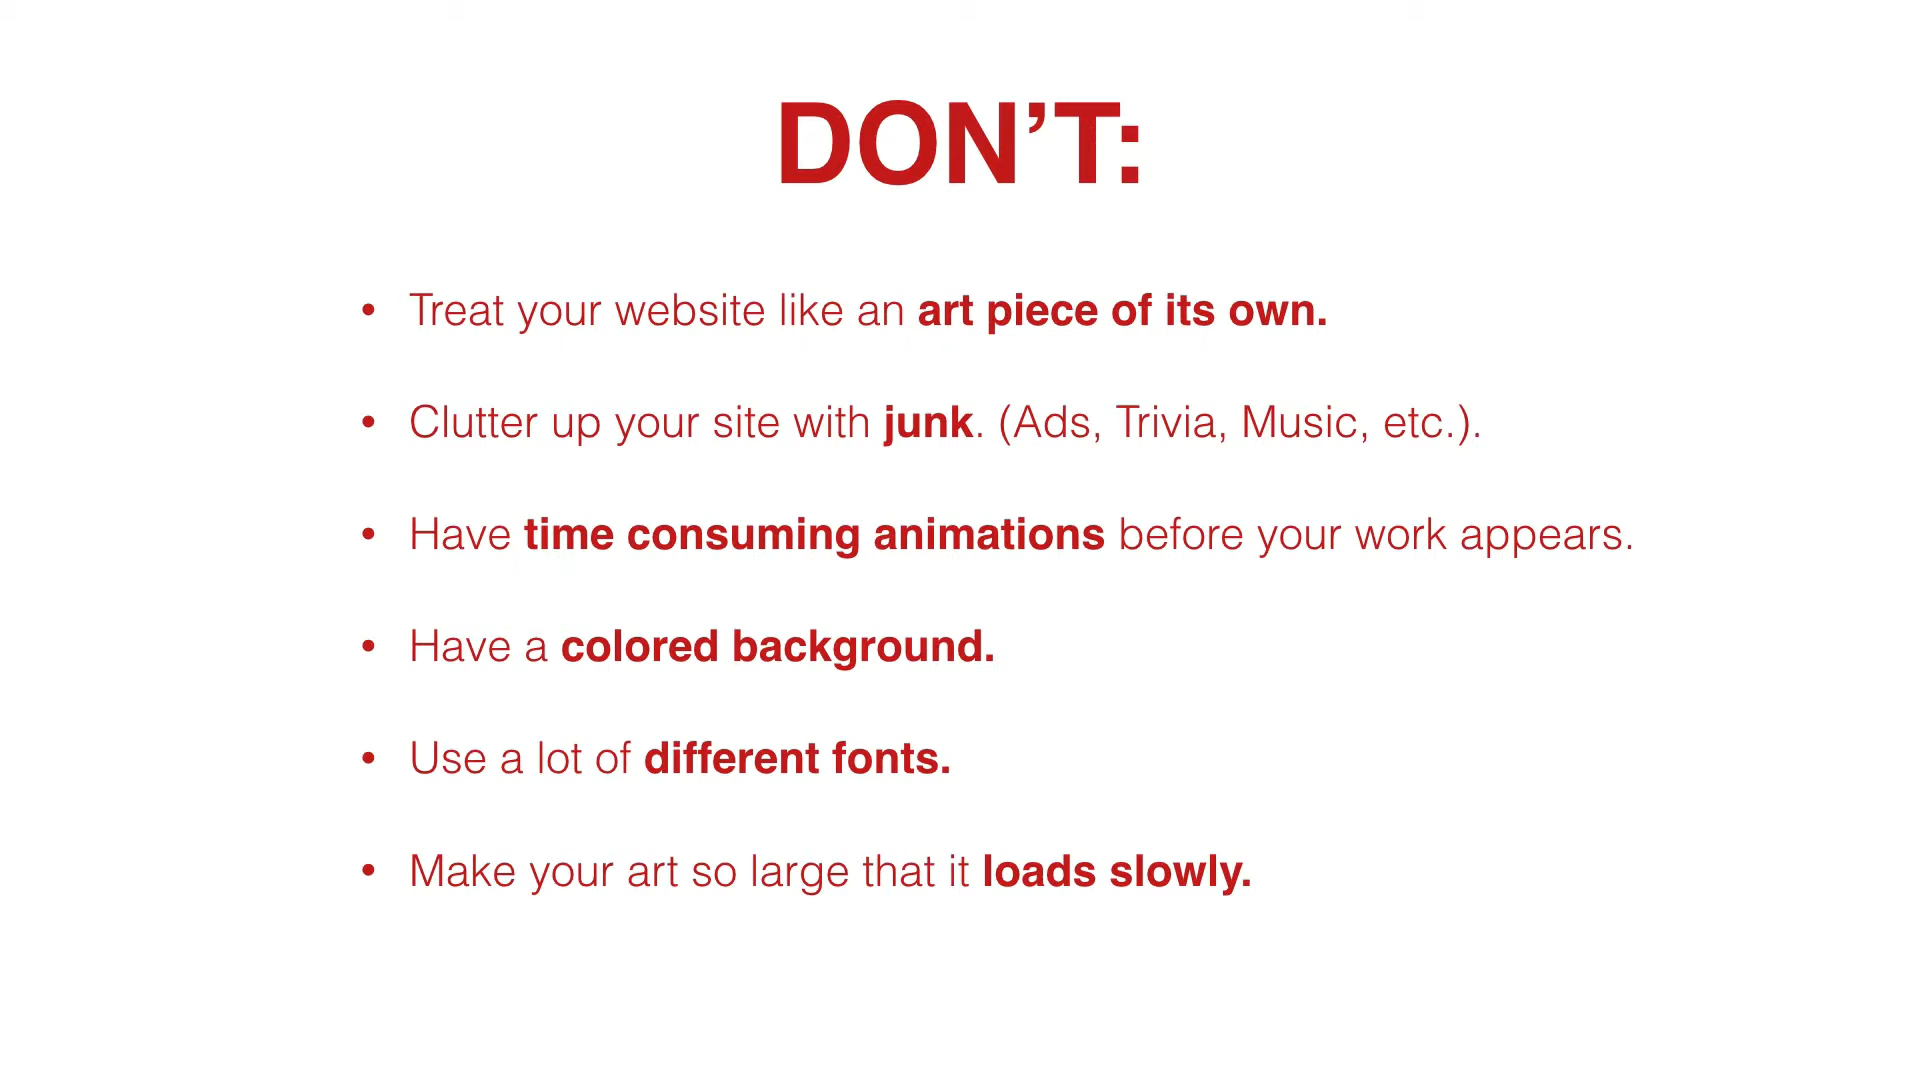 DON’T:
• Treat your website like an art piece of its own.
• Clutter up your site with junk. (Ads, Trivia, Music, etc.).
• Have time consuming animations before your work appears.
• Have a colored background.
• Use a lot of different fonts.
• Make your art so large that it loads slowly.